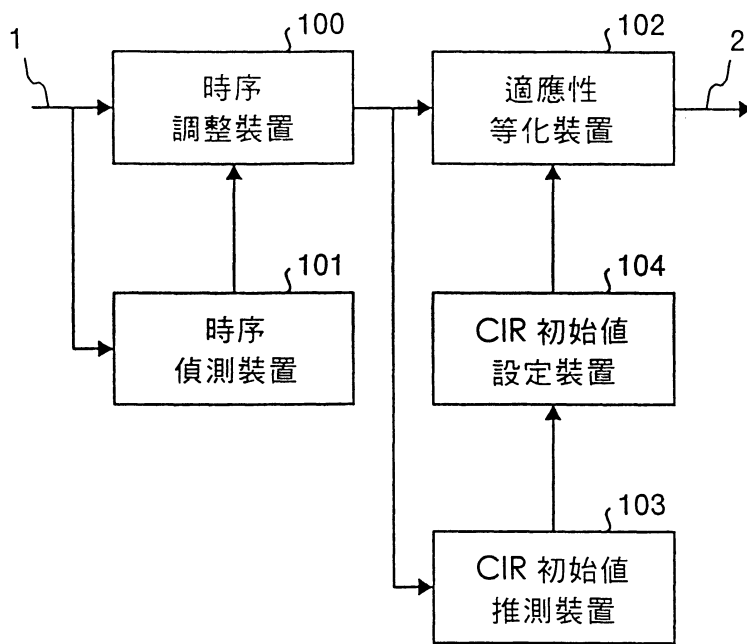 100
102
1
2
時序
調整裝置
適應性
等化裝置
101
104
時序
偵測裝置
CIR 初始值
設定裝置
103
CIR 初始值
推測裝置